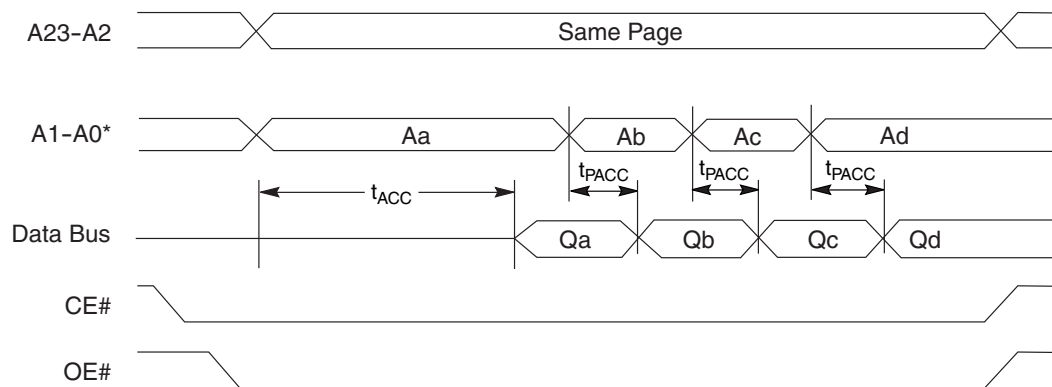 A23-A2
Same Page
A1-A0*
Aa
Ab
Ac
Ad
tACC
tPACC
tPACC
tPACC
Data Bus
Qa
Qb
Qc
Qd
CE#
OE#